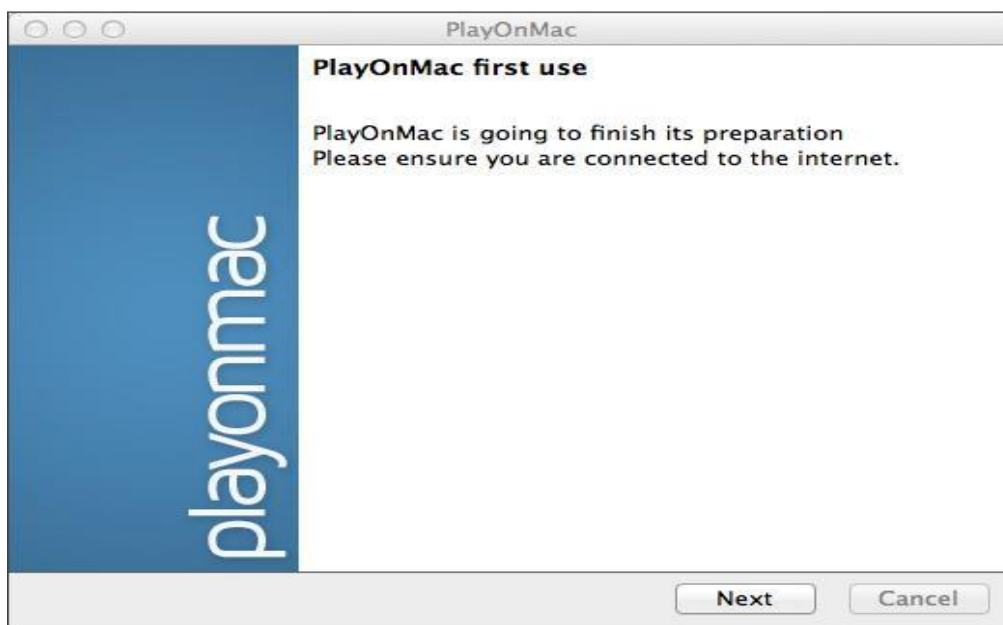 PlayOnMac
PlayOnMac first use
PlayOnMac is going to finish its preparation
Please ensure you are connected to the internet.
playonmac
Next
Cancel